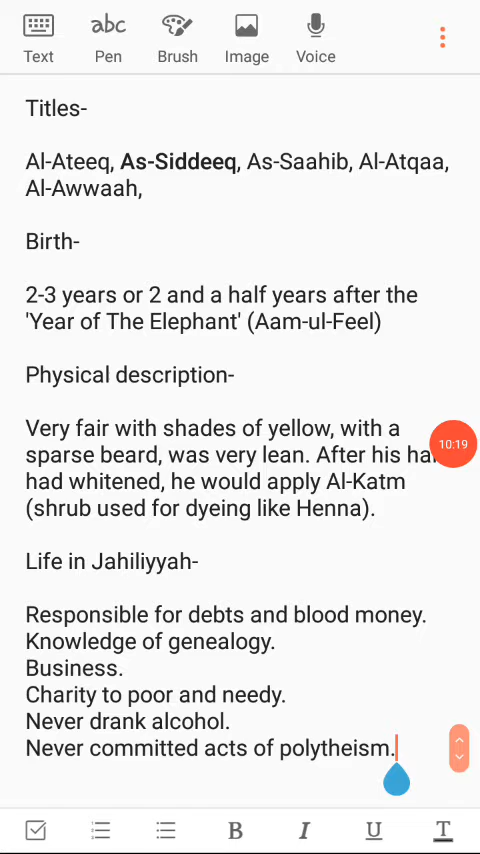 Text Pen Brush Image Voice
Titles-
Al-Ateeq, As-Siddeeq, As-Saahib, Al-Atqaa,
Al-Awwaah,
Birth-
2-3 years or 2 and a half years after the
'Year of The Elephant' (Aam-ul-Feel)
Physical description-
Very fair with shades of yellow, with a
sparse beard, was very lean. After his
10:19
had whitened, he would apply Al-Katm
(shrub used for dyeing like Henna).
Life in Jahiliyyah-
Responsible for debts and blood money.
Knowledge of genealogy.
Business.
Charity to poor and needy.
Never drank alcohol.
Never committed acts of polytheism.
B I U T